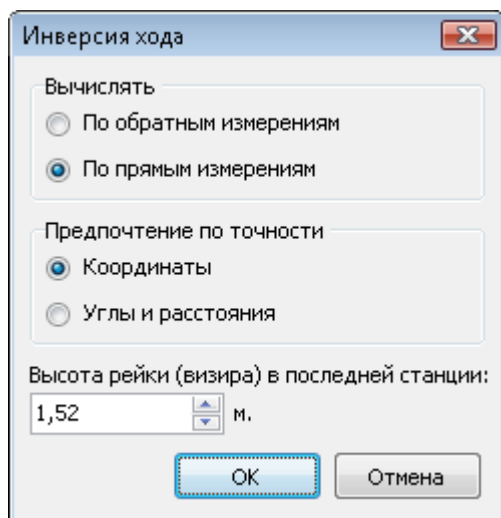 Инверсия хода
Вычислять
По обратным измерениям
По прямым измерениям
Предпочтение по точности
Координаты
Углы и расстояния
Высота рейки (визира) в последней станции:
1,52 м.
OK Отмена